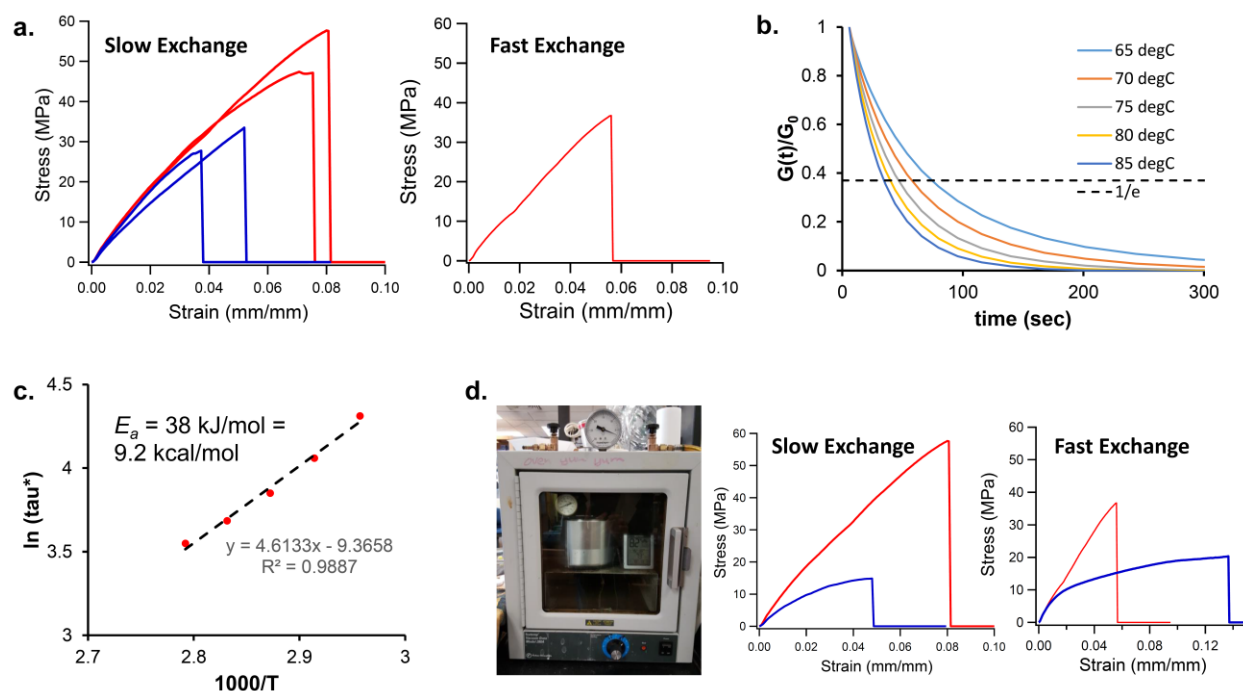 a.
Slow Exchange
Stress (MPa)
60
50
40
30
20
10
0
0.00 0.02 0.04 0.06 0.08 0.10
Strain (mm/mm)
Fast Exchange
Stress (MPa)
60
50
40
30
20
10
0
0.00 0.02 0.04 0.06 0.08 0.10
Strain (mm/mm)
b.
G(t)/G0
1
0.8
0.6
0.4
0.2
0
0 100 200 300
time (sec)
65 degC
70 degC
75 degC
80 degC
85 degC
1/e
c.
ln (tau*)
4.5
4
3.5
3
2.7 2.8 2.9 3
1000/T
Ea = 38 kJ/mol =
9.2 kcal/mol
y = 4.6133x - 9.3658
R² = 0.9887
d.
Slow Exchange
Stress (MPa)
60
50
40
30
20
10
0
0.00 0.02 0.04 0.06 0.08 0.10
Strain (mm/mm)
Fast Exchange
Stress (MPa)
60
50
40
30
20
10
0
0.00 0.04 0.08 0.12
Strain (mm/mm)